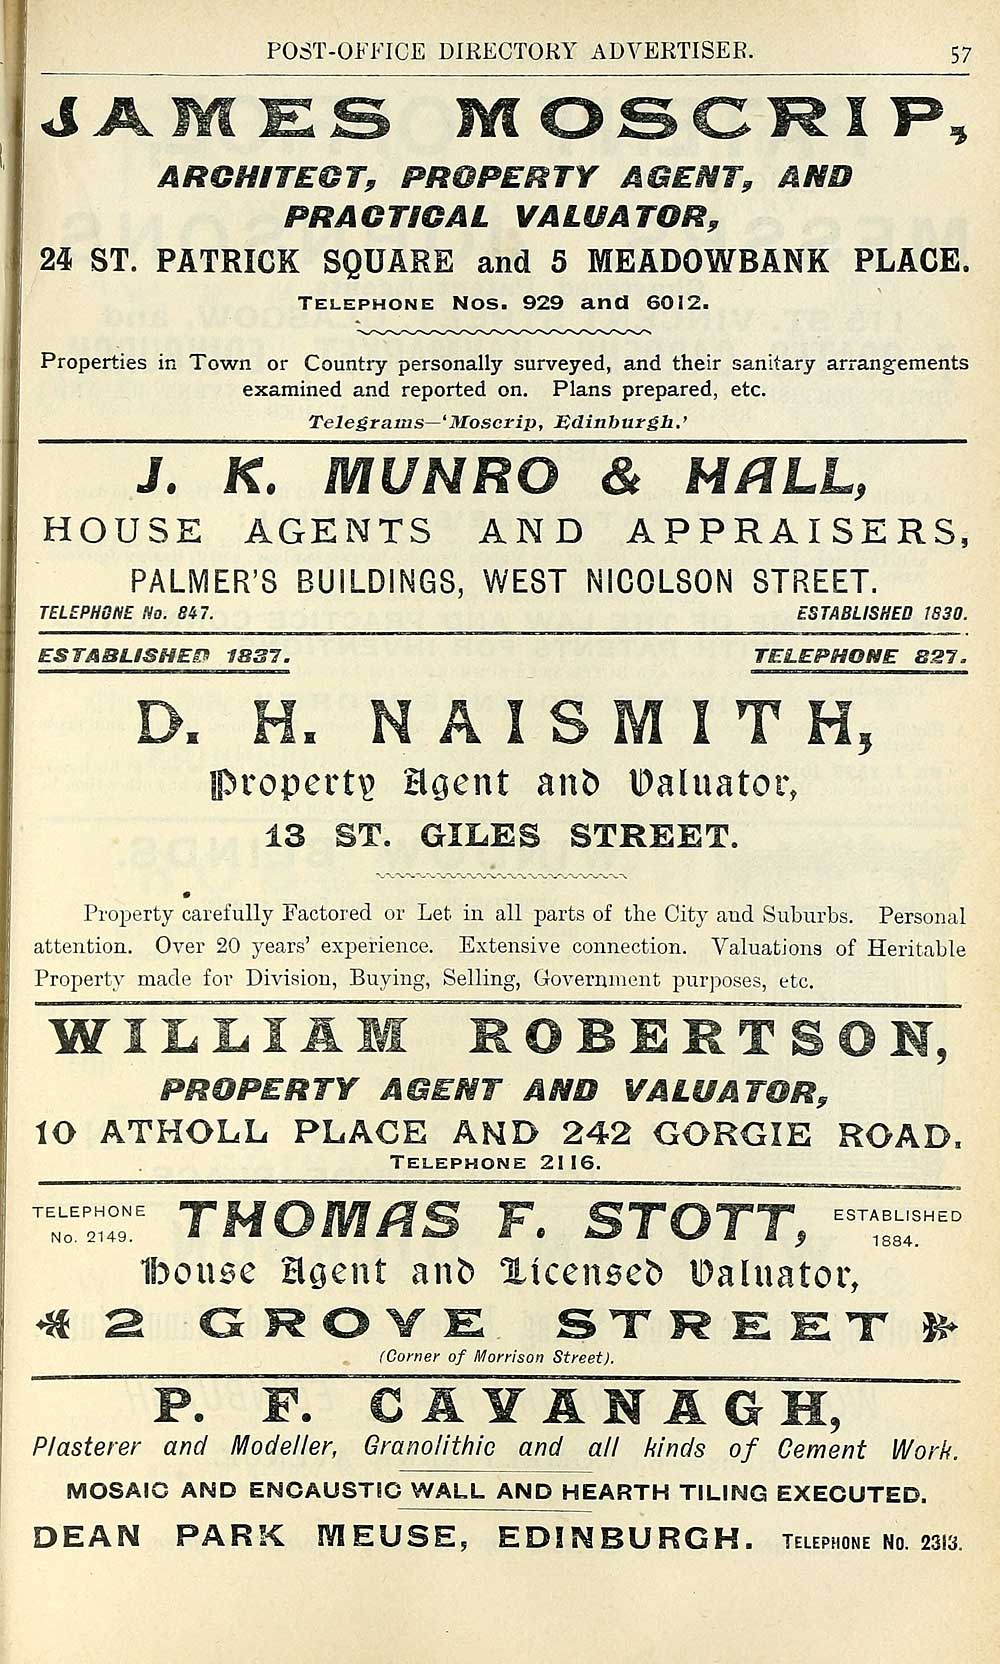 POST-OFFICE DIRECTORY ADVERTISER. 57
JAMES MOSCRIP,
ARCHITECT, PROPERTY AGENT, AND
PRACTICAL VALUATOR,
24 ST. PATRICK SQUARE and 5 MEADOWBANK PLACE.
TELEPHONE NOS. 929 and 6012.
Properties in Town or Country personally surveyed, and their sanitary arrangements
examined and reported on. Plans prepared, etc.
Telegrams—'Moscrip, Edinburgh.'
J. K. MUNRO & HALL,
HOUSE AGENTS AND APPRAISERS,
PALMER'S BUILDINGS, WEST NICOLSON STREET.
TELEPHONE No. 847. ESTABLISHED 1830.
ESTABLISHED 1837. TELEPHONE 827.
D. H. NAISMITH,
Property Agent and Valuator,
13 ST. GILES STREET.
Property carefully Factored or Let in all parts of the City and Suburbs. Personal
attention. Over 20 years' experience. Extensive connection. Valuations of Heritable
Property made for Division, Buying, Selling, Government purposes, etc.
WILLIAM ROBERTSON,
PROPERTY AGENT AND VALUATOR,
10 ATHOLL PLACE AND 242 GORGIE ROAD.
TELEPHONE 2116.
TELEPHONE No. 2149. THOMAS F. STOTT, ESTABLISHED 1884.
House Agent and Licensed Valuator,
2 GROVE STREET
(Corner of Morrison Street).
P. F. CAVANAGH,
Plasterer and Modeller, Granolithic and all kinds of Cement Work.
MOSAIC AND ENCAUSTIC WALL AND HEARTH TILING EXECUTED.
DEAN PARK MEUSE, EDINBURGH. TELEPHONE NO. 2313.